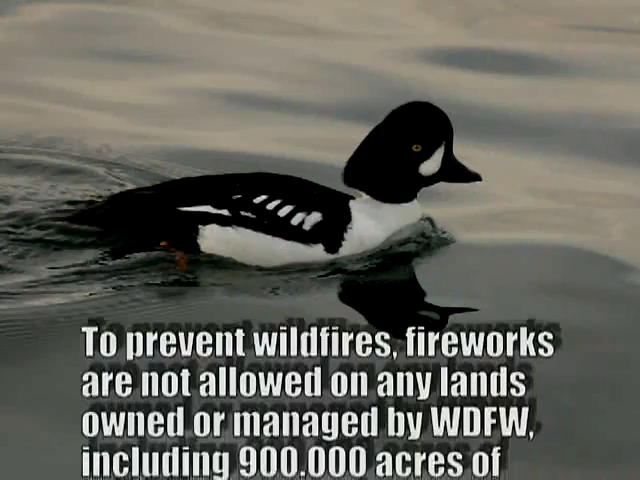 To prevent wildfires, fireworks
are not allowed on any lands
owned or managed by WDFW,
including 900.000 acres of